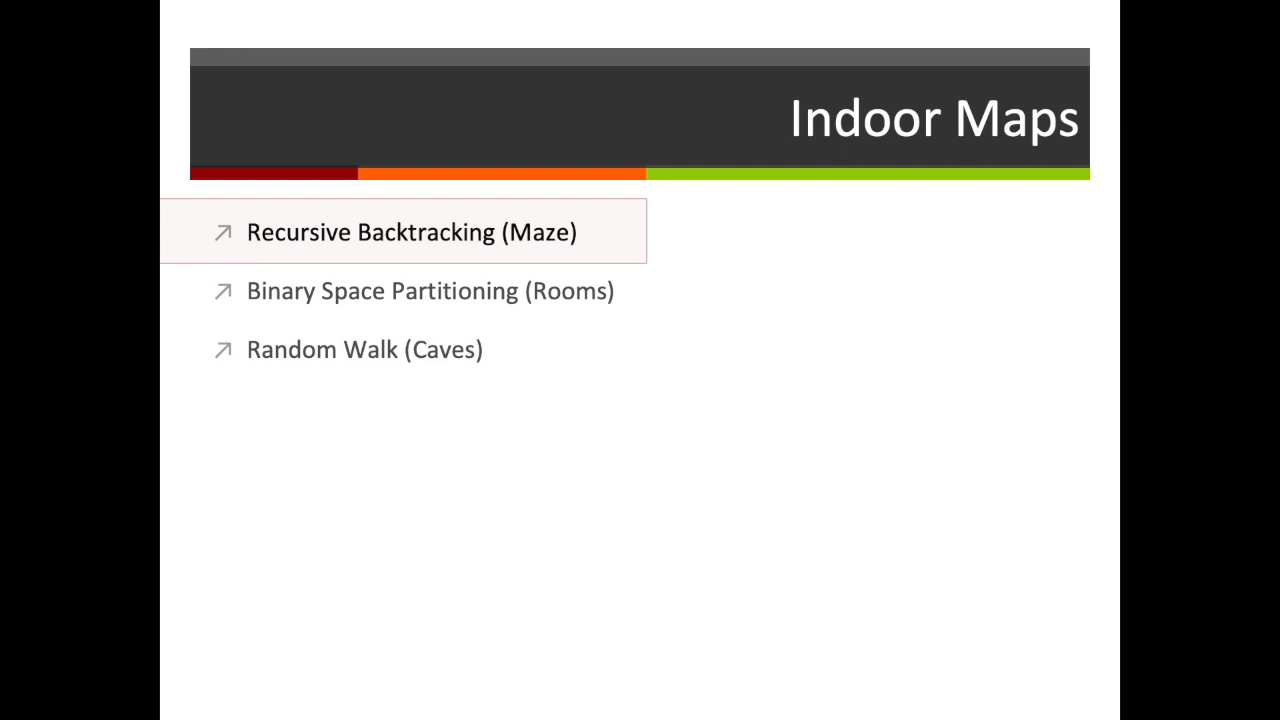 Indoor Maps
Recursive Backtracking (Maze)
Binary Space Partitioning (Rooms)
Random Walk (Caves)